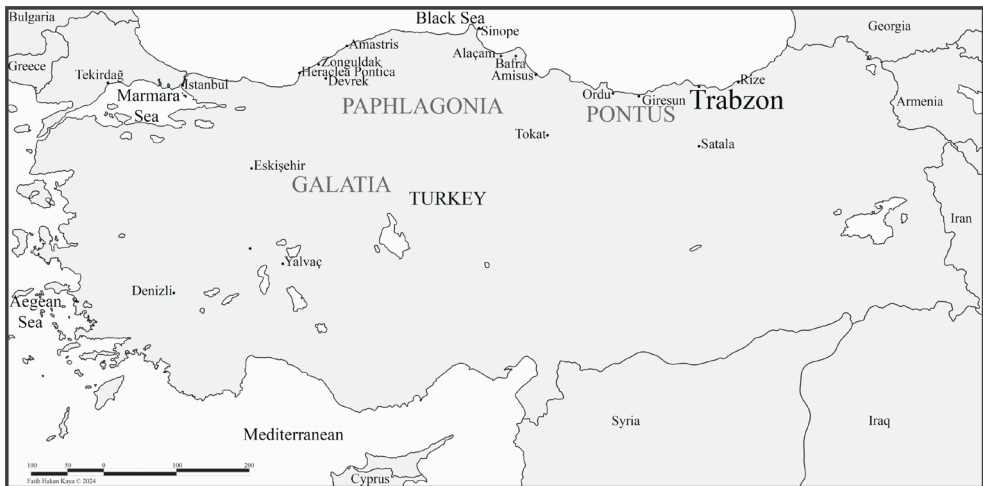 Bulgaria
Black Sea
Sinope
Georgia
Amastris
Alaçam
Zonguldak
Bafra
Greece
Heraclea Pontica
Amisus
Tekirdağ
Devrek
Rize
İstanbul
Ordu
Giresun
Trabzon
Marmara
Sea
PAPHLAGONIA
PONTUS
Armenia
Tokat
Satala
Eskişehir
GALATIA
TURKEY
Iran
Yalvaç
Denizli
Aegean
Sea
Syria
Iraq
Mediterranean
Cyprus
100 50 0 100 200
Fatih Hakan Kaya © 2024